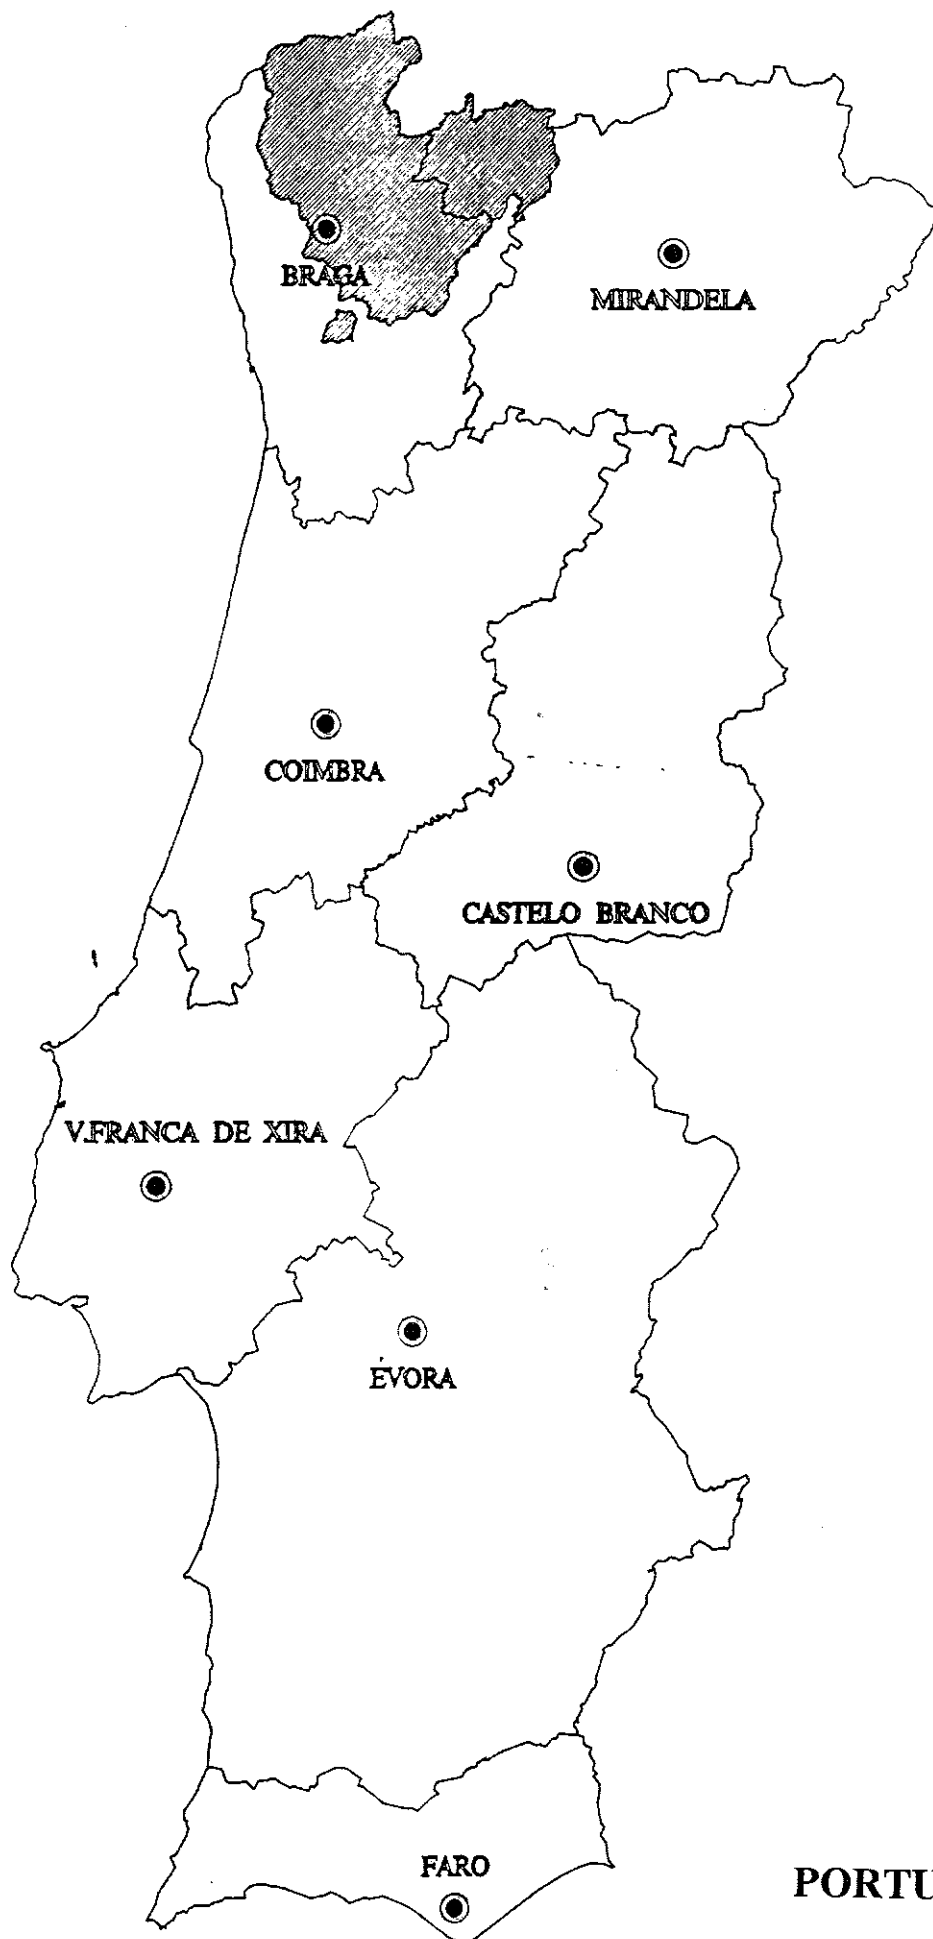 BRAGA
MIRANDELA
COIMBRA
CASTELO BRANCO
V.FRANCA DE XIRA
ÉVORA
FARO
PORTU